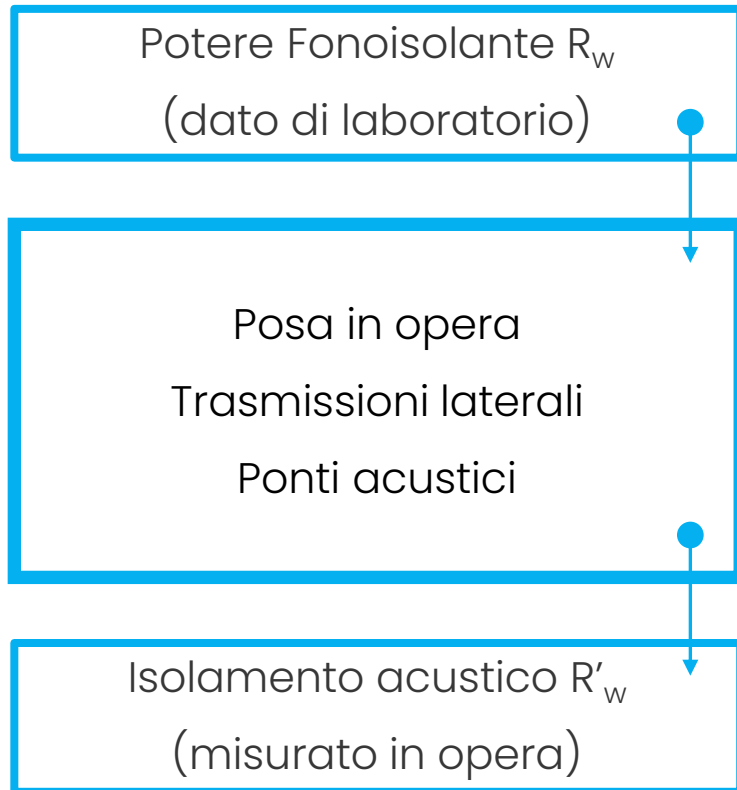 Potere Fonoisolante Rw
(dato di laboratorio)
Posa in opera
Trasmissioni laterali
Ponti acustici
Isolamento acustico R’w
(misurato in opera)